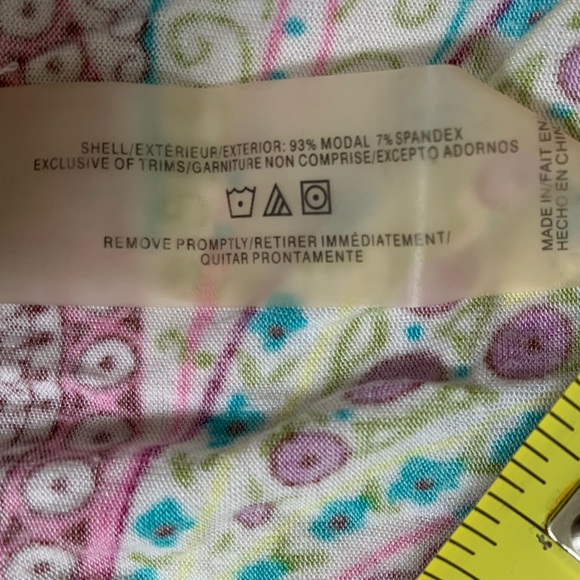 SHELL/EXTÉRIEUR/EXTERIOR: 93% MODAL 7% SPANDEX
EXCLUSIVE OF TRIMS/GARNITURE NON COMPRISE/EXCEPTO ADORNOS
REMOVE PROMPTLY/RETIRER IMMÉDIATEMENT/
QUITAR PRONTAMENTE
MADE IN/FAIT EN
HECHO EN CHIN